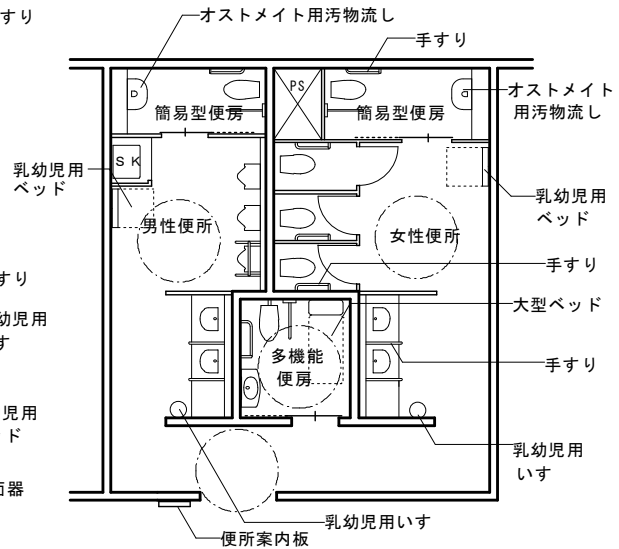 すり
オストメイト用汚物流し
手すり
PS
簡易型便房
簡易型便房
オストメイト
用汚物流し
SK
乳幼児用
ベッド
男性便所
女性便所
乳幼児用
ベッド
手すり
すり
大型ベッド
幼児用
す
多機能
便房
手すり
児用
ド
乳幼児用
いす
面器
乳幼児用いす
便所案内板